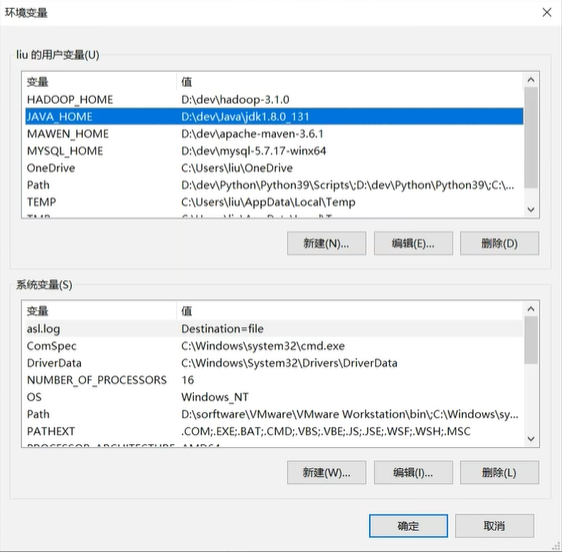 环境变量
liu 的用户变量(U)
变量 值
HADOOP_HOME D:\dev\hadoop-3.1.0
JAVA_HOME D:\dev\Java\jdk1.8.0_131
MAWEN_HOME D:\dev\apache-maven-3.6.1
MYSQL_HOME D:\dev\mysql-5.7.17-winx64
OneDrive C:\Users\liu\OneDrive
Path D:\dev\Python\Python39\Scripts\;D:\dev\Python\Python39\;C:\...
TEMP C:\Users\liu\AppData\Local\Temp
新建(N)... 编辑(E)... 删除(D)
系统变量(S)
变量 值
asl.log Destination=file
ComSpec C:\Windows\system32\cmd.exe
DriverData C:\Windows\System32\Drivers\DriverData
NUMBER_OF_PROCESSORS 16
OS Windows_NT
Path D:\sorftware\VMware\VMware Workstation\bin\;C:\Windows\sy...
PATHEXT .COM;.EXE;.BAT;.CMD;.VBS;.VBE;.JS;.JSE;.WSF;.WSH;.MSC
PROCESSOR_ARCHITECTURE AMD64
新建(W)... 编辑(I)... 删除(L)
确定 取消